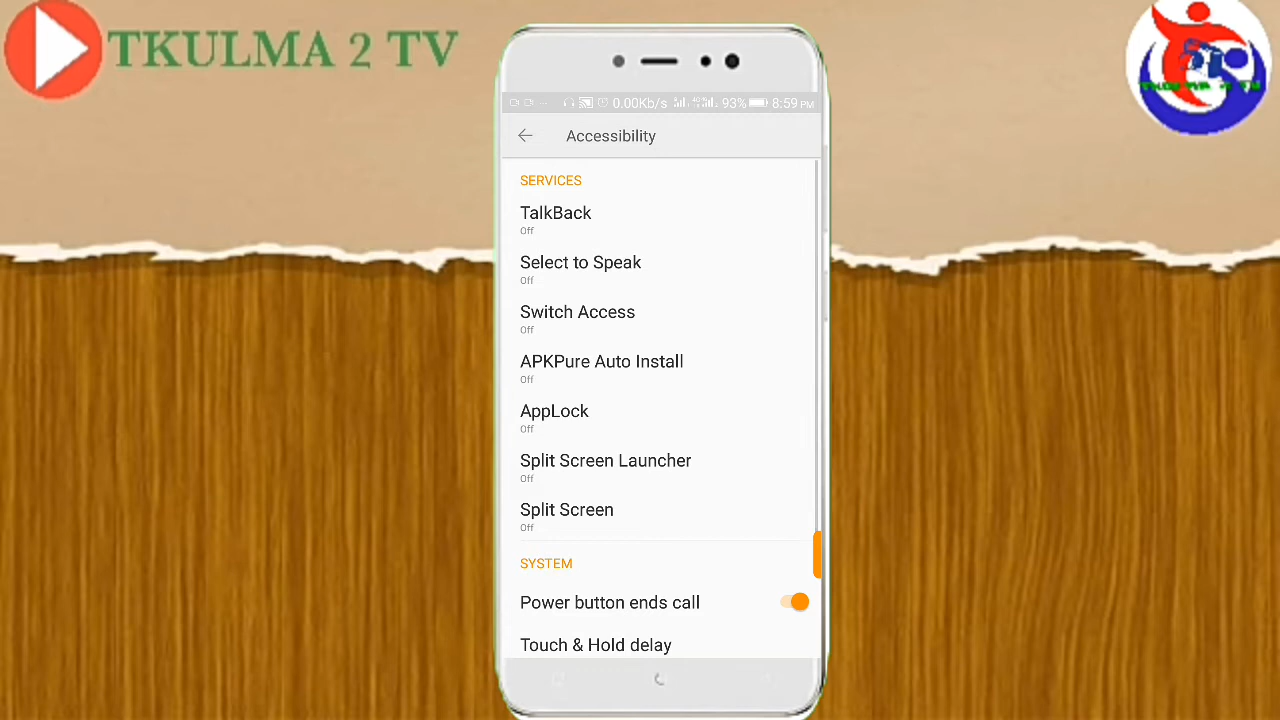 TKULMA 2 TV
0.00Kb/s 93% 8:59 PM
Accessibility
SERVICES
TalkBack
Off
Select to Speak
Off
Switch Access
Off
APKPure Auto Install
Off
AppLock
Off
Split Screen Launcher
Off
Split Screen
Off
SYSTEM
Power button ends call
Touch & Hold delay